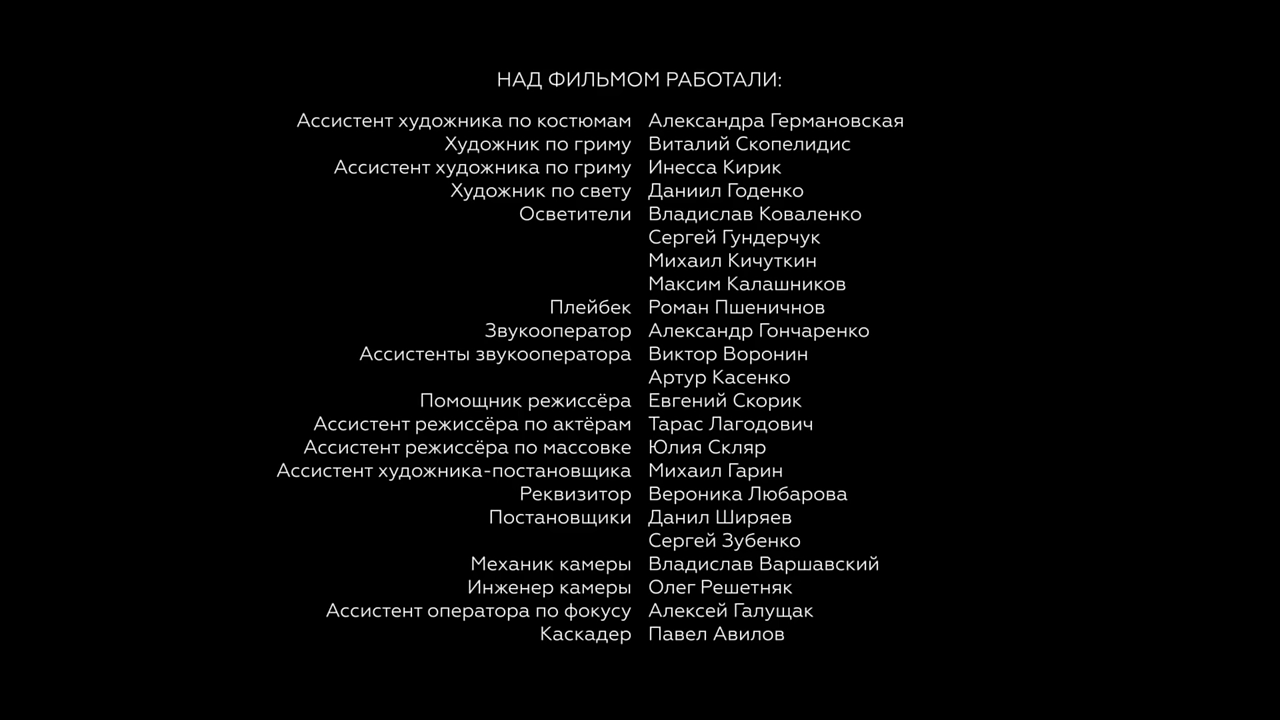 НАД ФИЛЬМОМ РАБОТАЛИ:
Ассистент художника по костюмам Александра Германовская
Художник по гриму Виталий Скопелидис
Ассистент художника по гриму Инесса Кирик
Художник по свету Даниил Годенко
Осветители Владислав Коваленко
Сергей Гундерчук
Михаил Кичуткин
Максим Калашников
Плейбек Роман Пшеничнов
Звукооператор Александр Гончаренко
Ассистенты звукооператора Виктор Воронин
Артур Касенко
Помощник режиссёра Евгений Скорик
Ассистент режиссёра по актёрам Тарас Лагодович
Ассистент режиссёра по массовке Юлия Скляр
Ассистент художника-постановщика Михаил Гарин
Реквизитор Вероника Любарова
Постановщики Данил Ширяев
Сергей Зубенко
Механик камеры Владислав Варшавский
Инженер камеры Олег Решетняк
Ассистент оператора по фокусу Алексей Галущак
Каскадер Павел Авилов